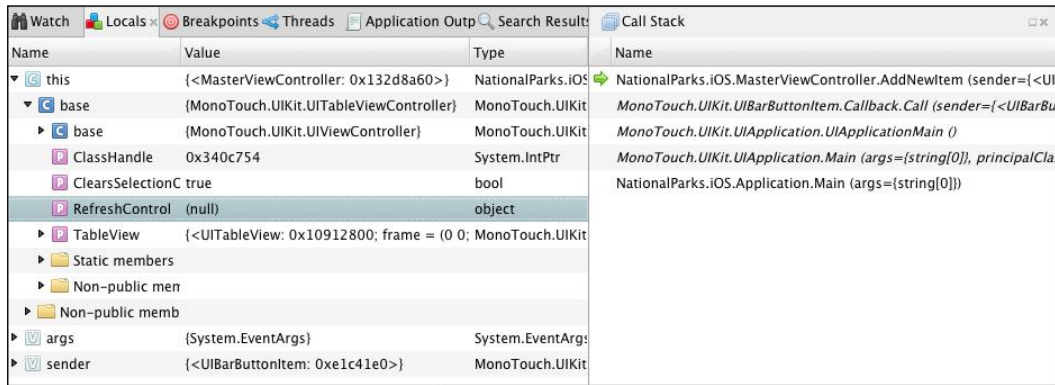 Watch Locals Breakpoints Threads Application Outp Search Results Call Stack
Name Value Type Name
this {<MasterViewController: 0x132d8a60>} NationalParks.iOS NationalParks.iOS.MasterViewController.AddNewItem (sender={<UI
base {MonoTouch.UIKit.UITableViewController} MonoTouch.UIKit MonoTouch.UIKit.UIBarButtonItem.Callback.Call (sender={<UIBarBu
base {MonoTouch.UIKit.UIViewController} MonoTouch.UIKit MonoTouch.UIKit.UIApplication.UIApplicationMain ()
ClassHandle 0x340c754 System.IntPtr MonoTouch.UIKit.UIApplication.Main (args={string[0]}, principalCla
ClearsSelectionC true bool NationalParks.iOS.Application.Main (args={string[0]})
RefreshControl (null) object
TableView {<UITableView: 0x10912800; frame = (0 0; MonoTouch.UIKit
Static members
Non-public men
Non-public memb
args {System.EventArgs} System.EventArgs
sender {<UIBarButtonItem: 0xe1c41e0>} MonoTouch.UIKit